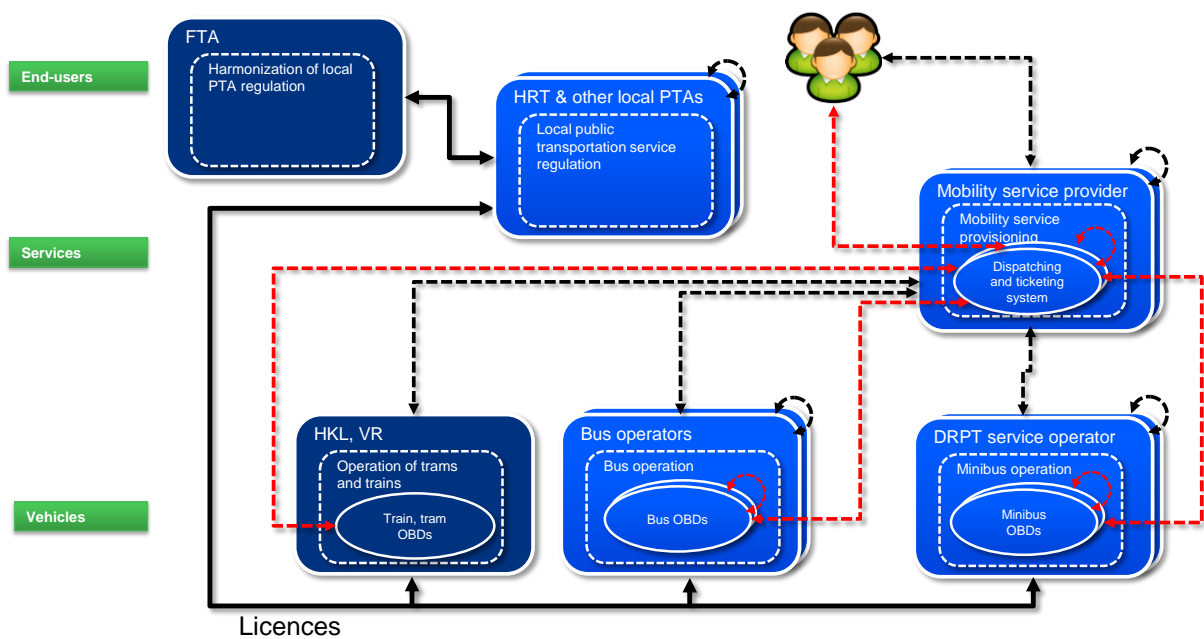 FTA
Harmonization of local
PTA regulation
End-users
HRT & other local PTAs
Local public
transportation service
regulation
Mobility service provider
Mobility service
provisioning
Services
Dispatching
and ticketing
system
HKL, VR
Operation of trams
and trains
Train, tram
OBDs
Bus operators
Bus operation
Bus OBDs
DRPT service operator
Minibus operation
Minibus
OBDs
Vehicles
Licences